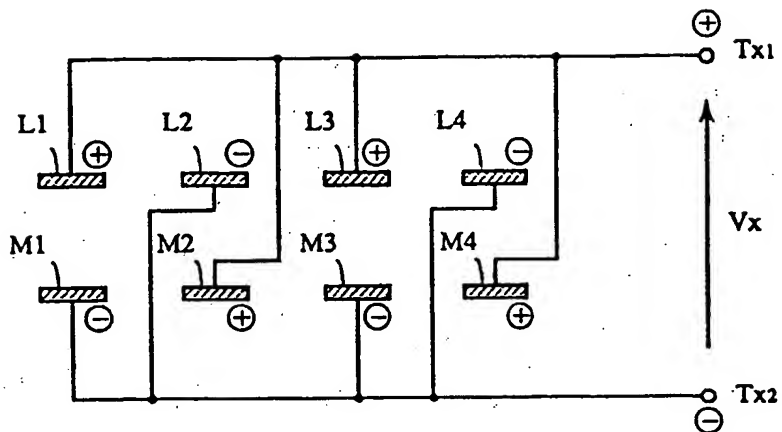 ⊕ Tx1
L1 ⊕ L2 ⊖ L3 ⊕ L4 ⊖
Vx
M1 ⊖ M2 ⊕ M3 ⊖ M4 ⊕
Tx2
⊖